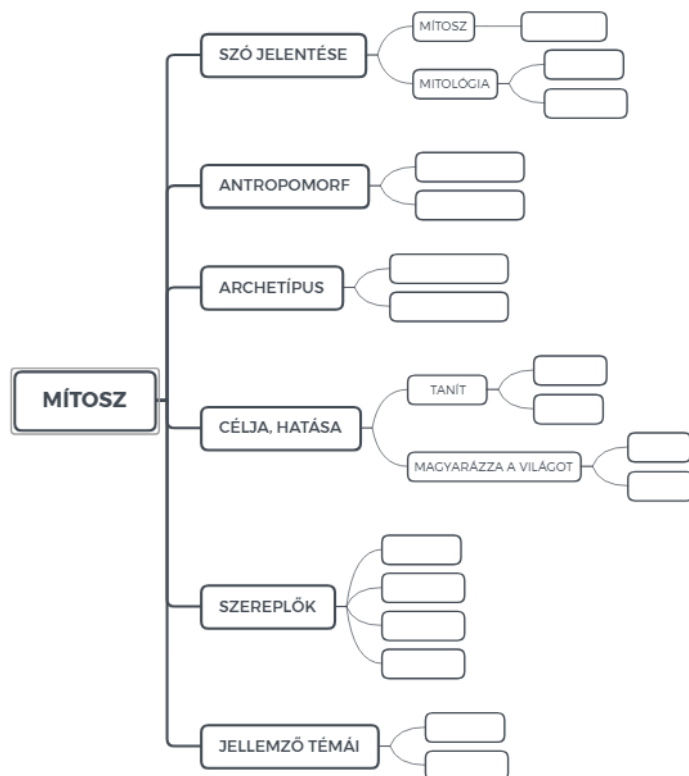 MÍTOSZ
SZÓ JELENTÉSE
MÍTOSZ
MITOLÓGIA
ANTROPOMORF
ARCHETÍPUS
CÉLJA, HATÁSA
TANÍT
MAGYARÁZZA A VILÁGOT
SZEREPLŐK
JELLEMZŐ TÉMÁI